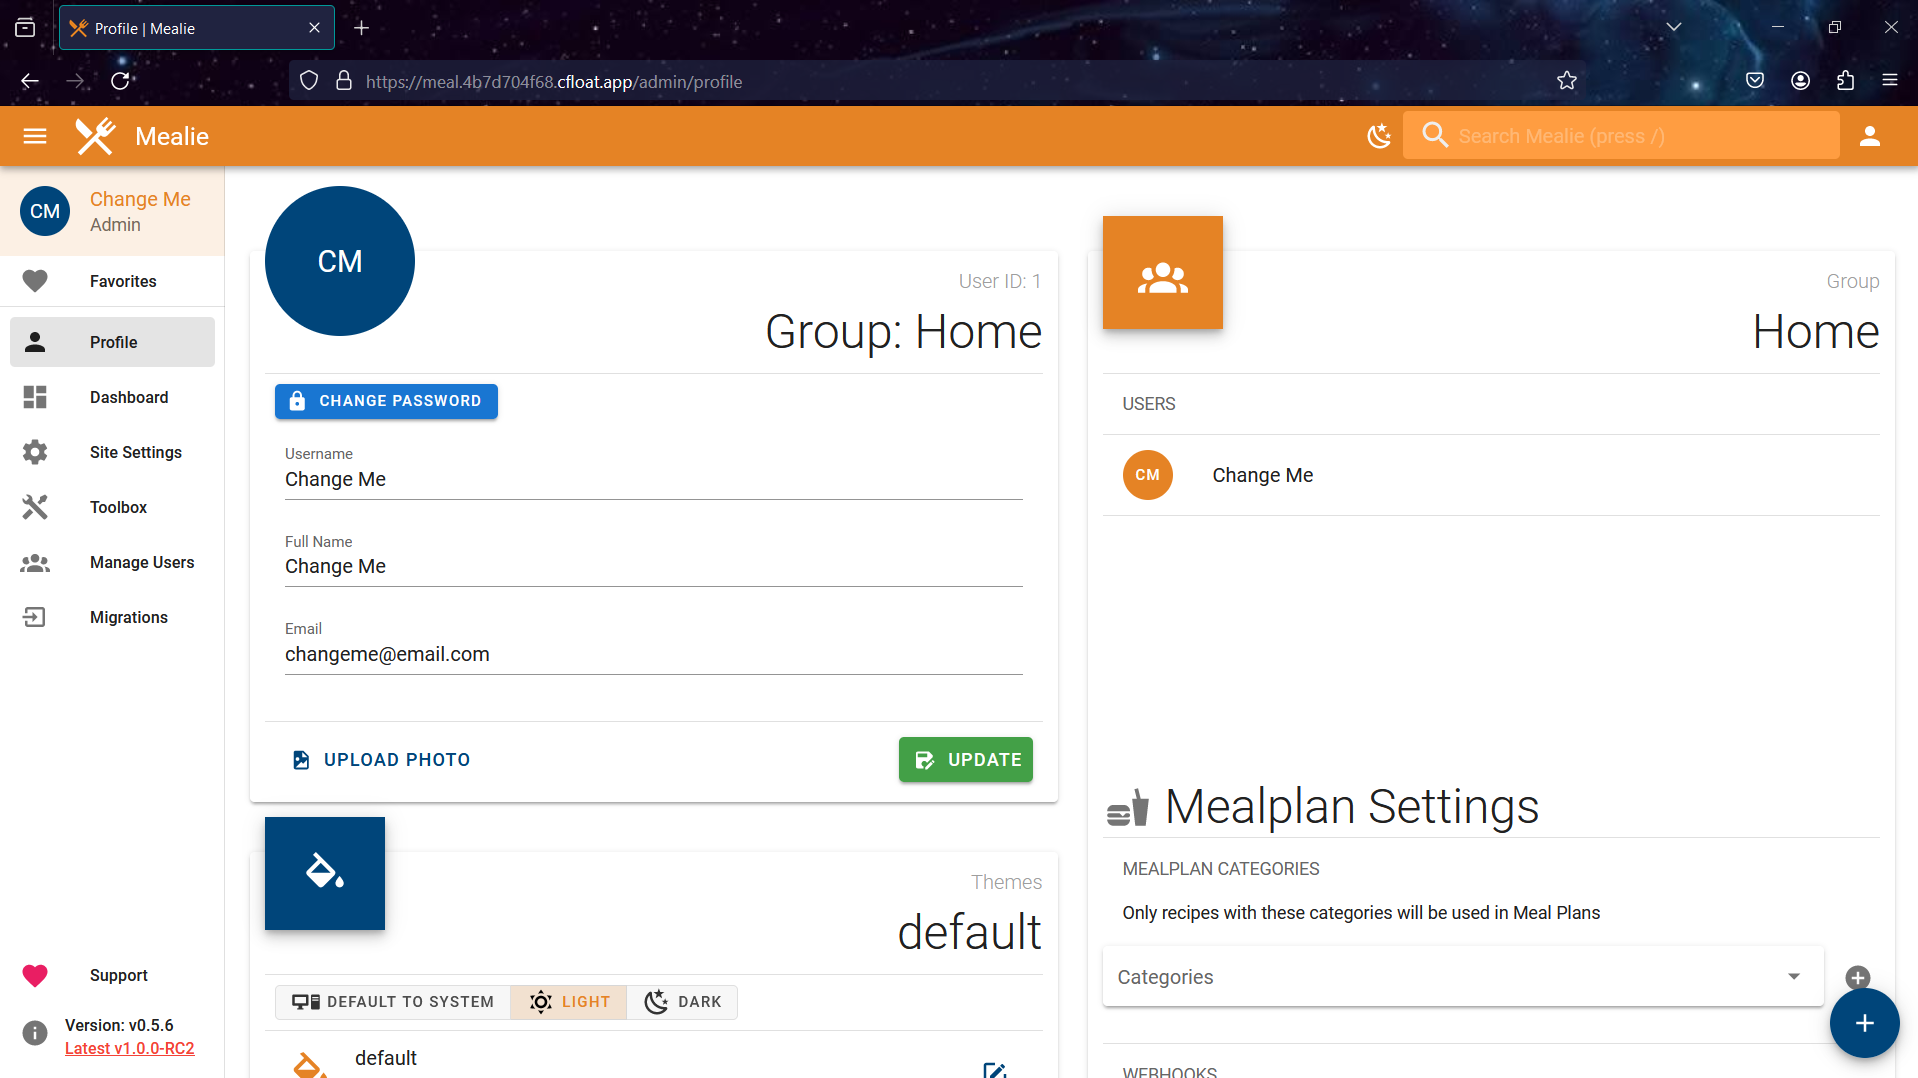 Profile | Mealie
https://meal.4b7d704f68.cfloat.app/admin/profile
Mealie
Search Mealie (press /)
CM
Change Me
Admin
Favorites
Profile
Dashboard
Site Settings
Toolbox
Manage Users
Migrations
Support
Version: v0.5.6
Latest v1.0.0-RC2
CM
User ID: 1
Group: Home
CHANGE PASSWORD
Username
Change Me
Full Name
Change Me
Email
changeme@email.com
UPLOAD PHOTO
UPDATE
Themes
default
DEFAULT TO SYSTEM
LIGHT
DARK
default
Group
Home
USERS
CM
Change Me
Mealplan Settings
MEALPLAN CATEGORIES
Only recipes with these categories will be used in Meal Plans
Categories
WEBHOOKS